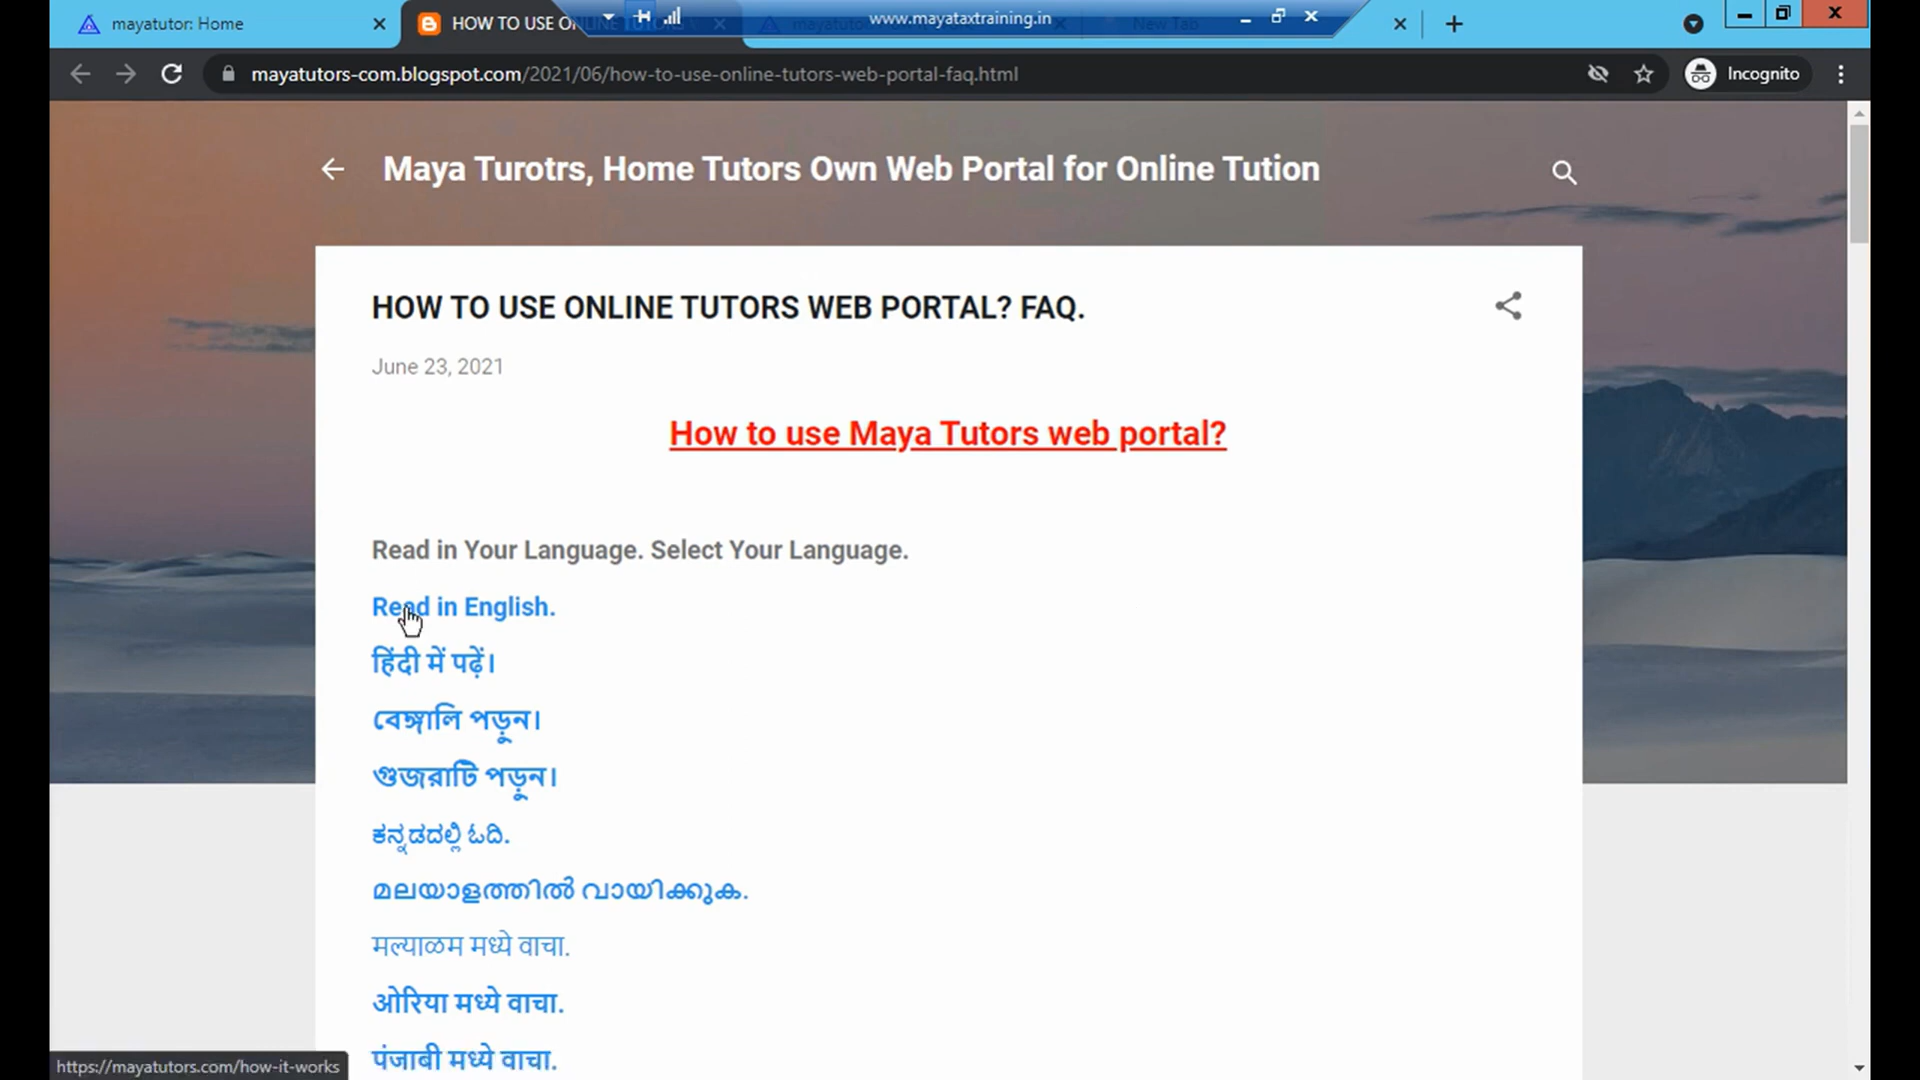 mayatutor: Home
HOW TO USE O
www.mayataxtraining.in
New Tab
mayatutors-com.blogspot.com/2021/06/how-to-use-online-tutors-web-portal-faq.html
Incognito
Maya Turotrs, Home Tutors Own Web Portal for Online Tution
HOW TO USE ONLINE TUTORS WEB PORTAL? FAQ.
June 23, 2021
How to use Maya Tutors web portal?
Read in Your Language. Select Your Language.
Read in English.
हिंदी में पढ़ें।
বেঙ্গালি পড়ুন।
গুজরাটি পড়ুন।
ಕನ್ನಡದಲ್ಲಿ ಓದಿ.
മലയാളത്തിൽ വായിക്കുക.
मल्याळम मध्ये वाचा.
ओरिया मध्ये वाचा.
पंजाबी मध्ये वाचा.
https://mayatutors.com/how-it-works